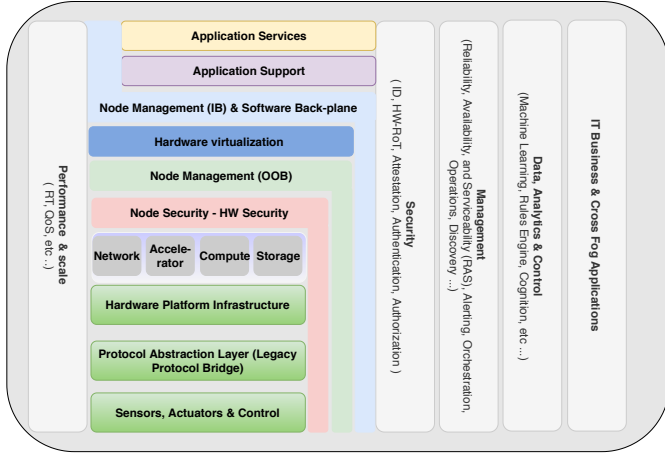 Performance & scale
( RT, QoS, etc ..)
Application Services
Application Support
Node Management (IB) & Software Back-plane
Hardware virtualization
Node Management (OOB)
Node Security - HW Security
Network
Accele-
rator
Compute
Storage
Hardware Platform Infrastructure
Protocol Abstraction Layer (Legacy
Protocol Bridge)
Sensors, Actuators & Control
Security
( ID, HW-RoT, Attestation, Authentication, Authorization )
Management
(Reliability, Availability, and Serviceability (RAS), Alerting, Orchestration,
Operations, Discovery ...)
Data, Analytics & Control
(Machine Learning, Rules Engine, Cognition, etc ...)
IT Business & Cross Fog Applications